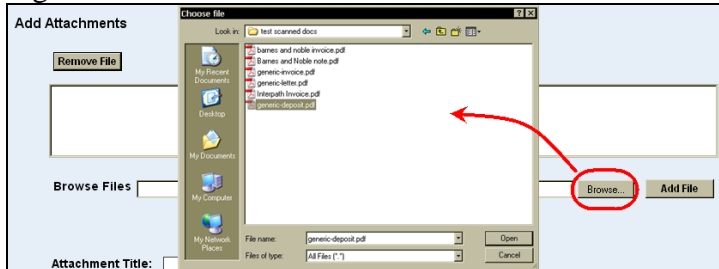 Add Attachments
Remove File
Choose file
Look in: test scanned docs
My Recent Documents
Desktop
My Documents
My Computer
My Network Places
barnes and noble invoice.pdf
Barnes and Noble note.pdf
generic-invoice.pdf
generic-letter.pdf
Interpath Invoice.pdf
generic-deposit.pdf
File name: generic-deposit.pdf Open
Files of type: All Files (*.*) Cancel
Browse Files Browse... Add File
Attachment Title: